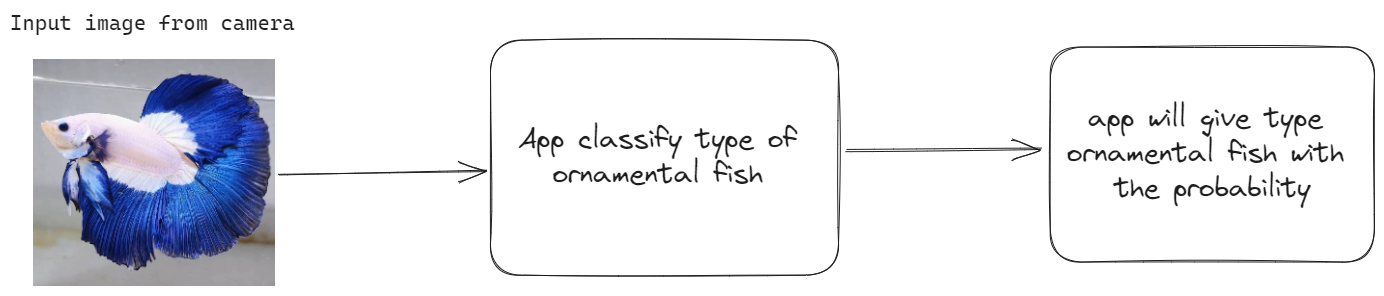 Input image from camera
App classify type of
ornamental fish
app will give type
ornamental fish with
the probability